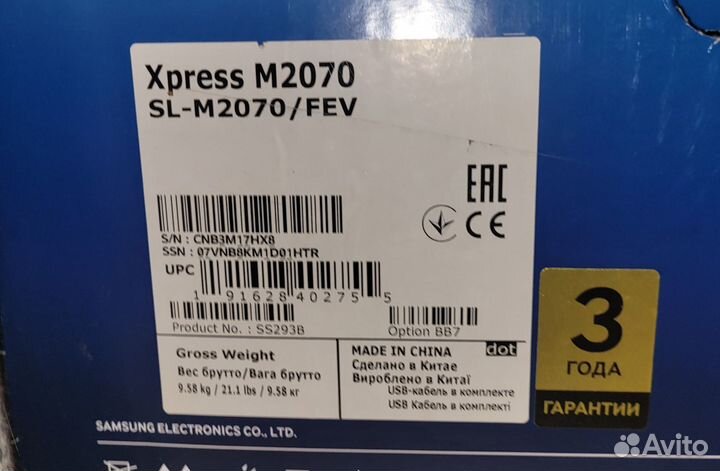 Xpress M2070
SL-M2070/FEV
EAC
CE
S/N : CNB3M17HX8
SSN : 07VNB8KM1D01HTR
UPC
1 91628 40275 5
Product No. : SS293B
Option BB7
Gross Weight
Вес брутто/Вага брутто
9.58 kg / 21.1 lbs / 9.58 кг
MADE IN CHINA
dot
Сделано в Китае
Вироблено в Китаї
USB-кабель в комплекте
USB Кабель в комплекті
3
ГОДА
ГАРАНТИИ
SAMSUNG ELECTRONICS CO., LTD.
Avito